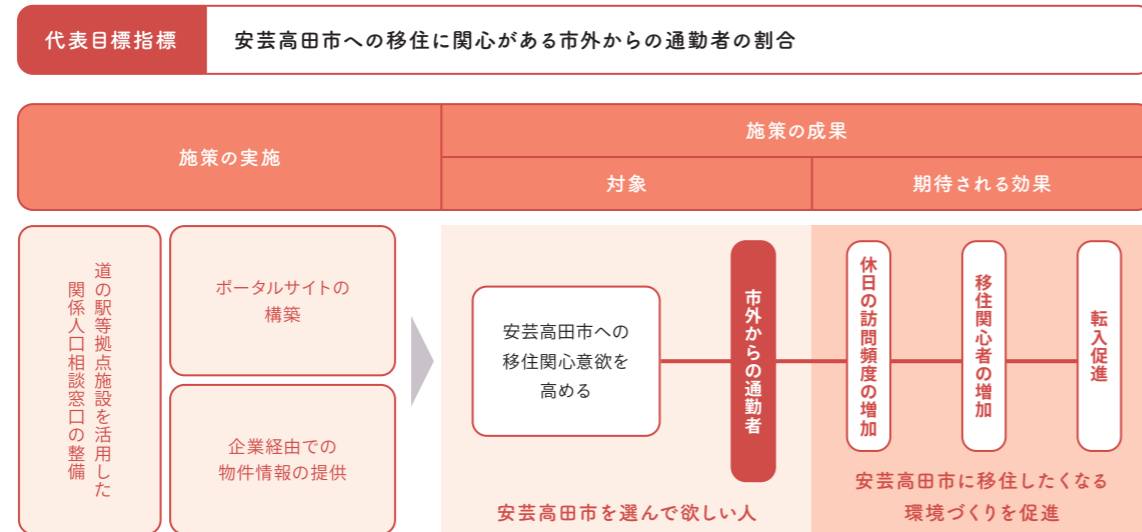 代表目標指標
安芸高田市への移住に関心がある市外からの通勤者の割合
施策の実施
施策の成果
対象
期待される効果
道の駅等拠点施設を活用した
関係人口相談窓口の整備
ポータルサイトの
構築
企業経由での
物件情報の提供
安芸高田市への
移住関心意欲を
高める
市外からの通勤者
休日の訪問頻度の増加
移住関心者の増加
転入促進
安芸高田市を選んで欲しい人
安芸高田市に移住したくなる
環境づくりを促進